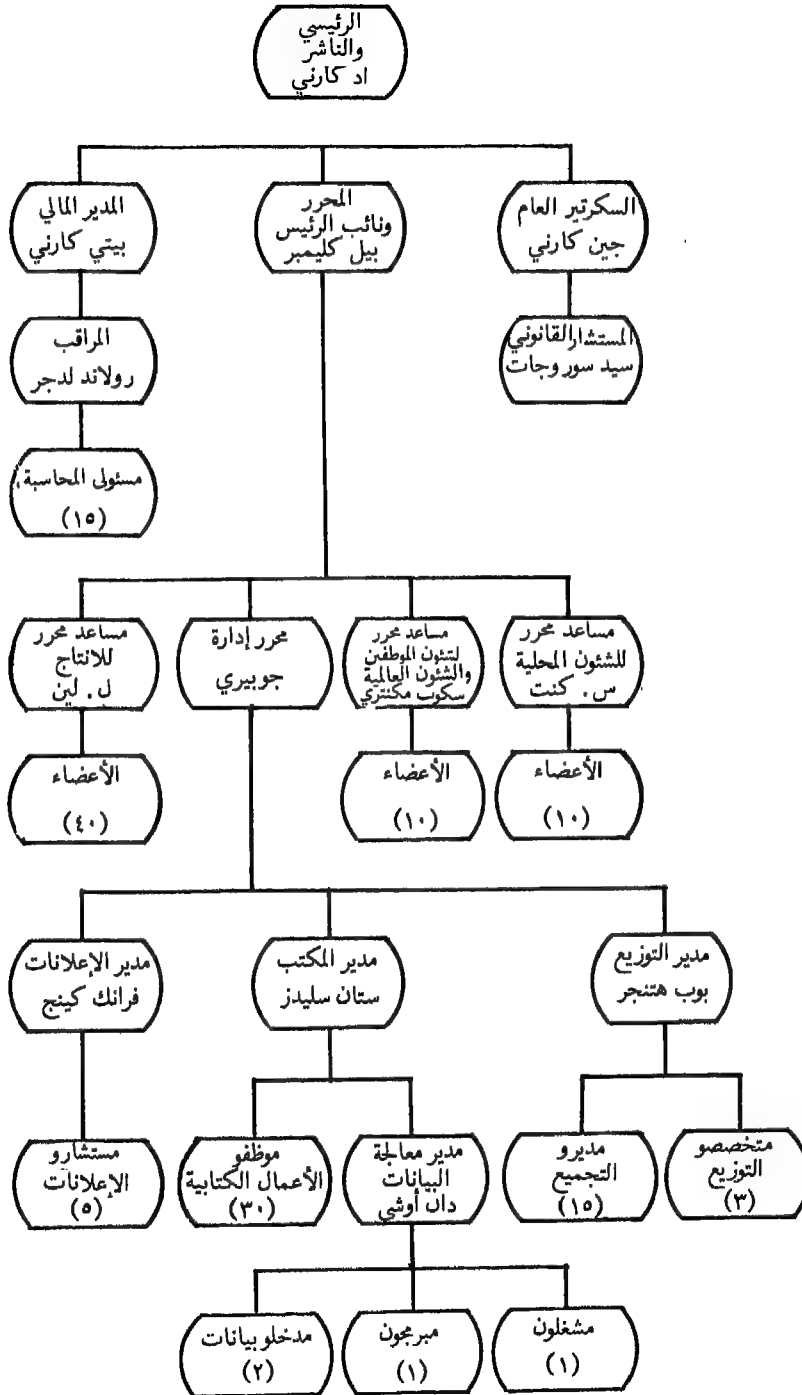 الرئيسي
والناشر
اد كارني
السكرتير العام
جين كارني
المحرر
ونائب الرئيس
بيل كليمبر
المدير المالي
بيتي كارني
المستشار القانوني
سيد سوروجات
المراقب
رولاند لدجر
مسئولى المحاسبة
(١٥)
مساعد محرر
للشئون المحلية
س. كنت
مساعد محرر
لشئون الموظفين
والشئون العالمية
سكوب مكنتري
محرر إدارة
جوبيري
مساعد محرر
للانتاج
ل. لين
الأعضاء
(١٠)
الأعضاء
(١٠)
الأعضاء
(٤٠)
مدير التوزيع
بوب هتنجر
مدير المكتب
ستان سليدز
مدير الإعلانات
فرانك كينج
متخصصو
التوزيع
(٣)
مديرو
التجميع
(١٥)
مدير معالجة
البيانات
دان أوشي
موظفو
الأعمال الكتابية
(٣٠)
مستشارو
الإعلانات
(٥)
مشغلون
(١)
مبرمجون
(١)
مدخلو بيانات
(٢)